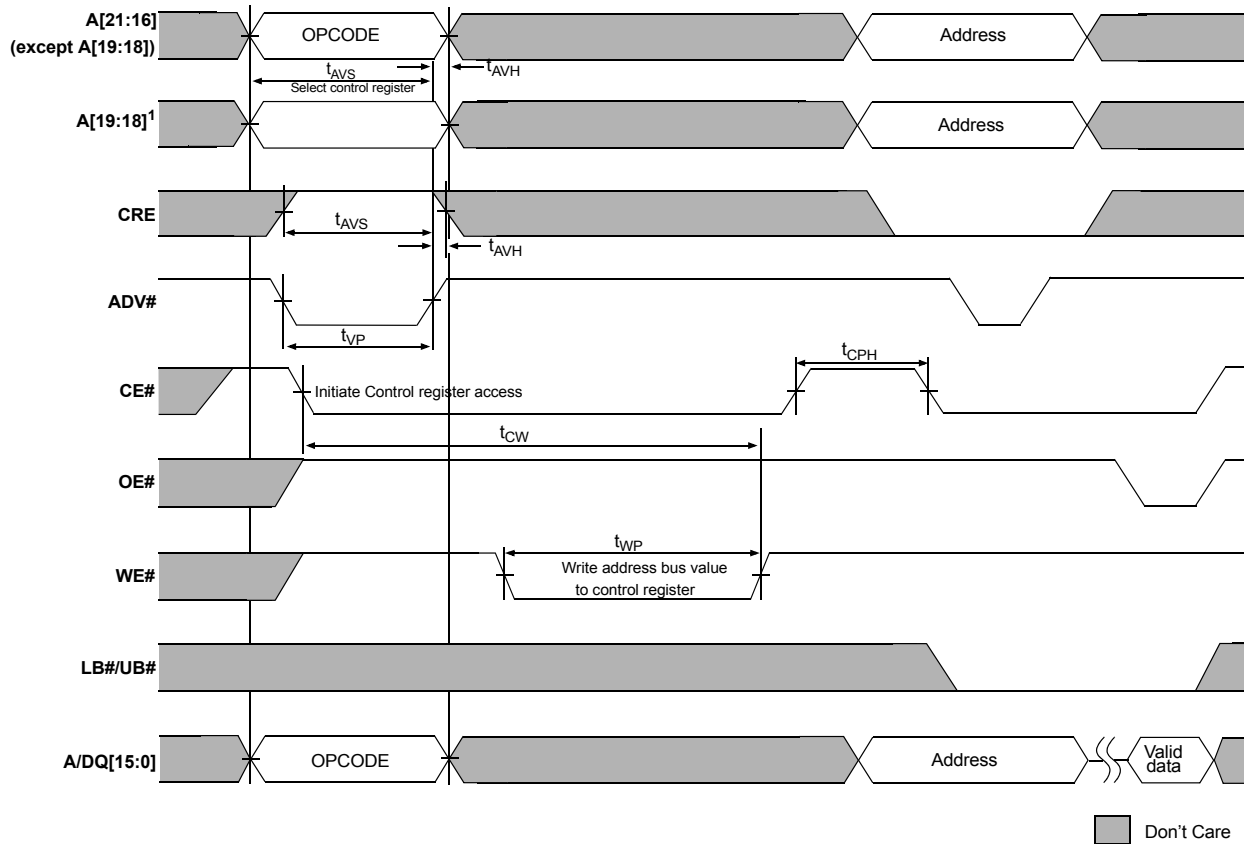 A[21:16]
(except A[19:18])
OPCODE
Address
tAVS
tAVH
Select control register
A[19:18]1
Address
CRE
tAVS
tAVH
ADV#
tVP
tCPH
CE#
Initiate Control register access
tCW
OE#
tWP
WE#
Write address bus value
to control register
LB#/UB#
A/DQ[15:0]
OPCODE
Address
Valid
data
Don't Care